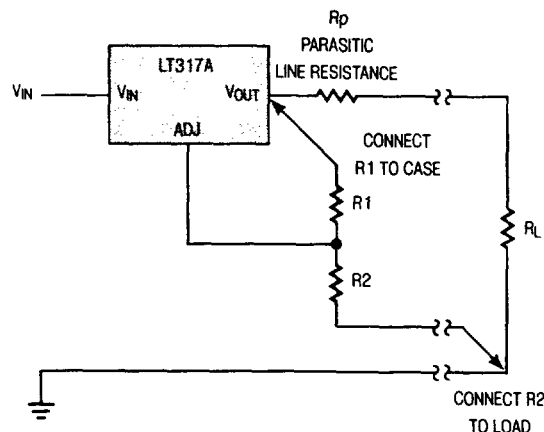 Rp
PARASITIC
LINE RESISTANCE
LT317A
VIN
VIN
VOUT
ADJ
CONNECT
R1 TO CASE
R1
RL
R2
CONNECT R2
TO LOAD